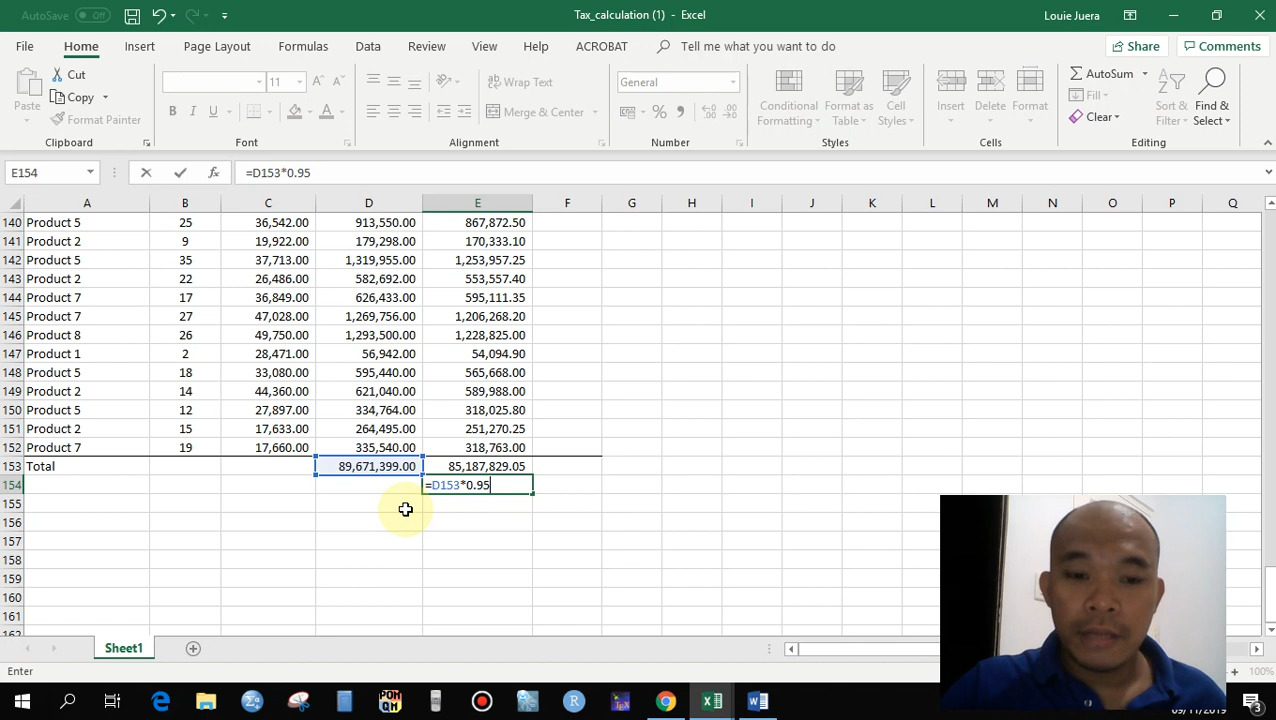 AutoSave Off Tax_calculation (1) - Excel Louie Juera
File Home Insert Page Layout Formulas Data Review View Help ACROBAT Tell me what you want to do Share Comments
Cut
Copy
Format Painter
Paste
11
Wrap Text
Merge & Center
General
Conditional Formatting
Format as Table
Cell Styles
Insert Delete Format
AutoSum
Fill
Clear
Sort & Filter
Find & Select
Clipboard Font Alignment Number Styles Cells Editing
E154 fx =D153*0.95
A B C D E F G H I J K L M N O P Q
140 Product 5 25 36,542.00 913,550.00 867,872.50
141 Product 2 9 19,922.00 179,298.00 170,333.10
142 Product 5 35 37,713.00 1,319,955.00 1,253,957.25
143 Product 2 22 26,486.00 582,692.00 553,557.40
144 Product 7 17 36,849.00 626,433.00 595,111.35
145 Product 7 27 47,028.00 1,269,756.00 1,206,268.20
146 Product 8 26 49,750.00 1,293,500.00 1,228,825.00
147 Product 1 2 28,471.00 56,942.00 54,094.90
148 Product 5 18 33,080.00 595,440.00 565,668.00
149 Product 2 14 44,360.00 621,040.00 589,988.00
150 Product 5 12 27,897.00 334,764.00 318,025.80
151 Product 2 15 17,633.00 264,495.00 251,270.25
152 Product 7 19 17,660.00 335,540.00 318,763.00
153 Total 89,671,399.00 85,187,829.05
154 =D153*0.95
155
156
157
158
159
160
161
162
Sheet1
Enter 100%
09/11/2019 3